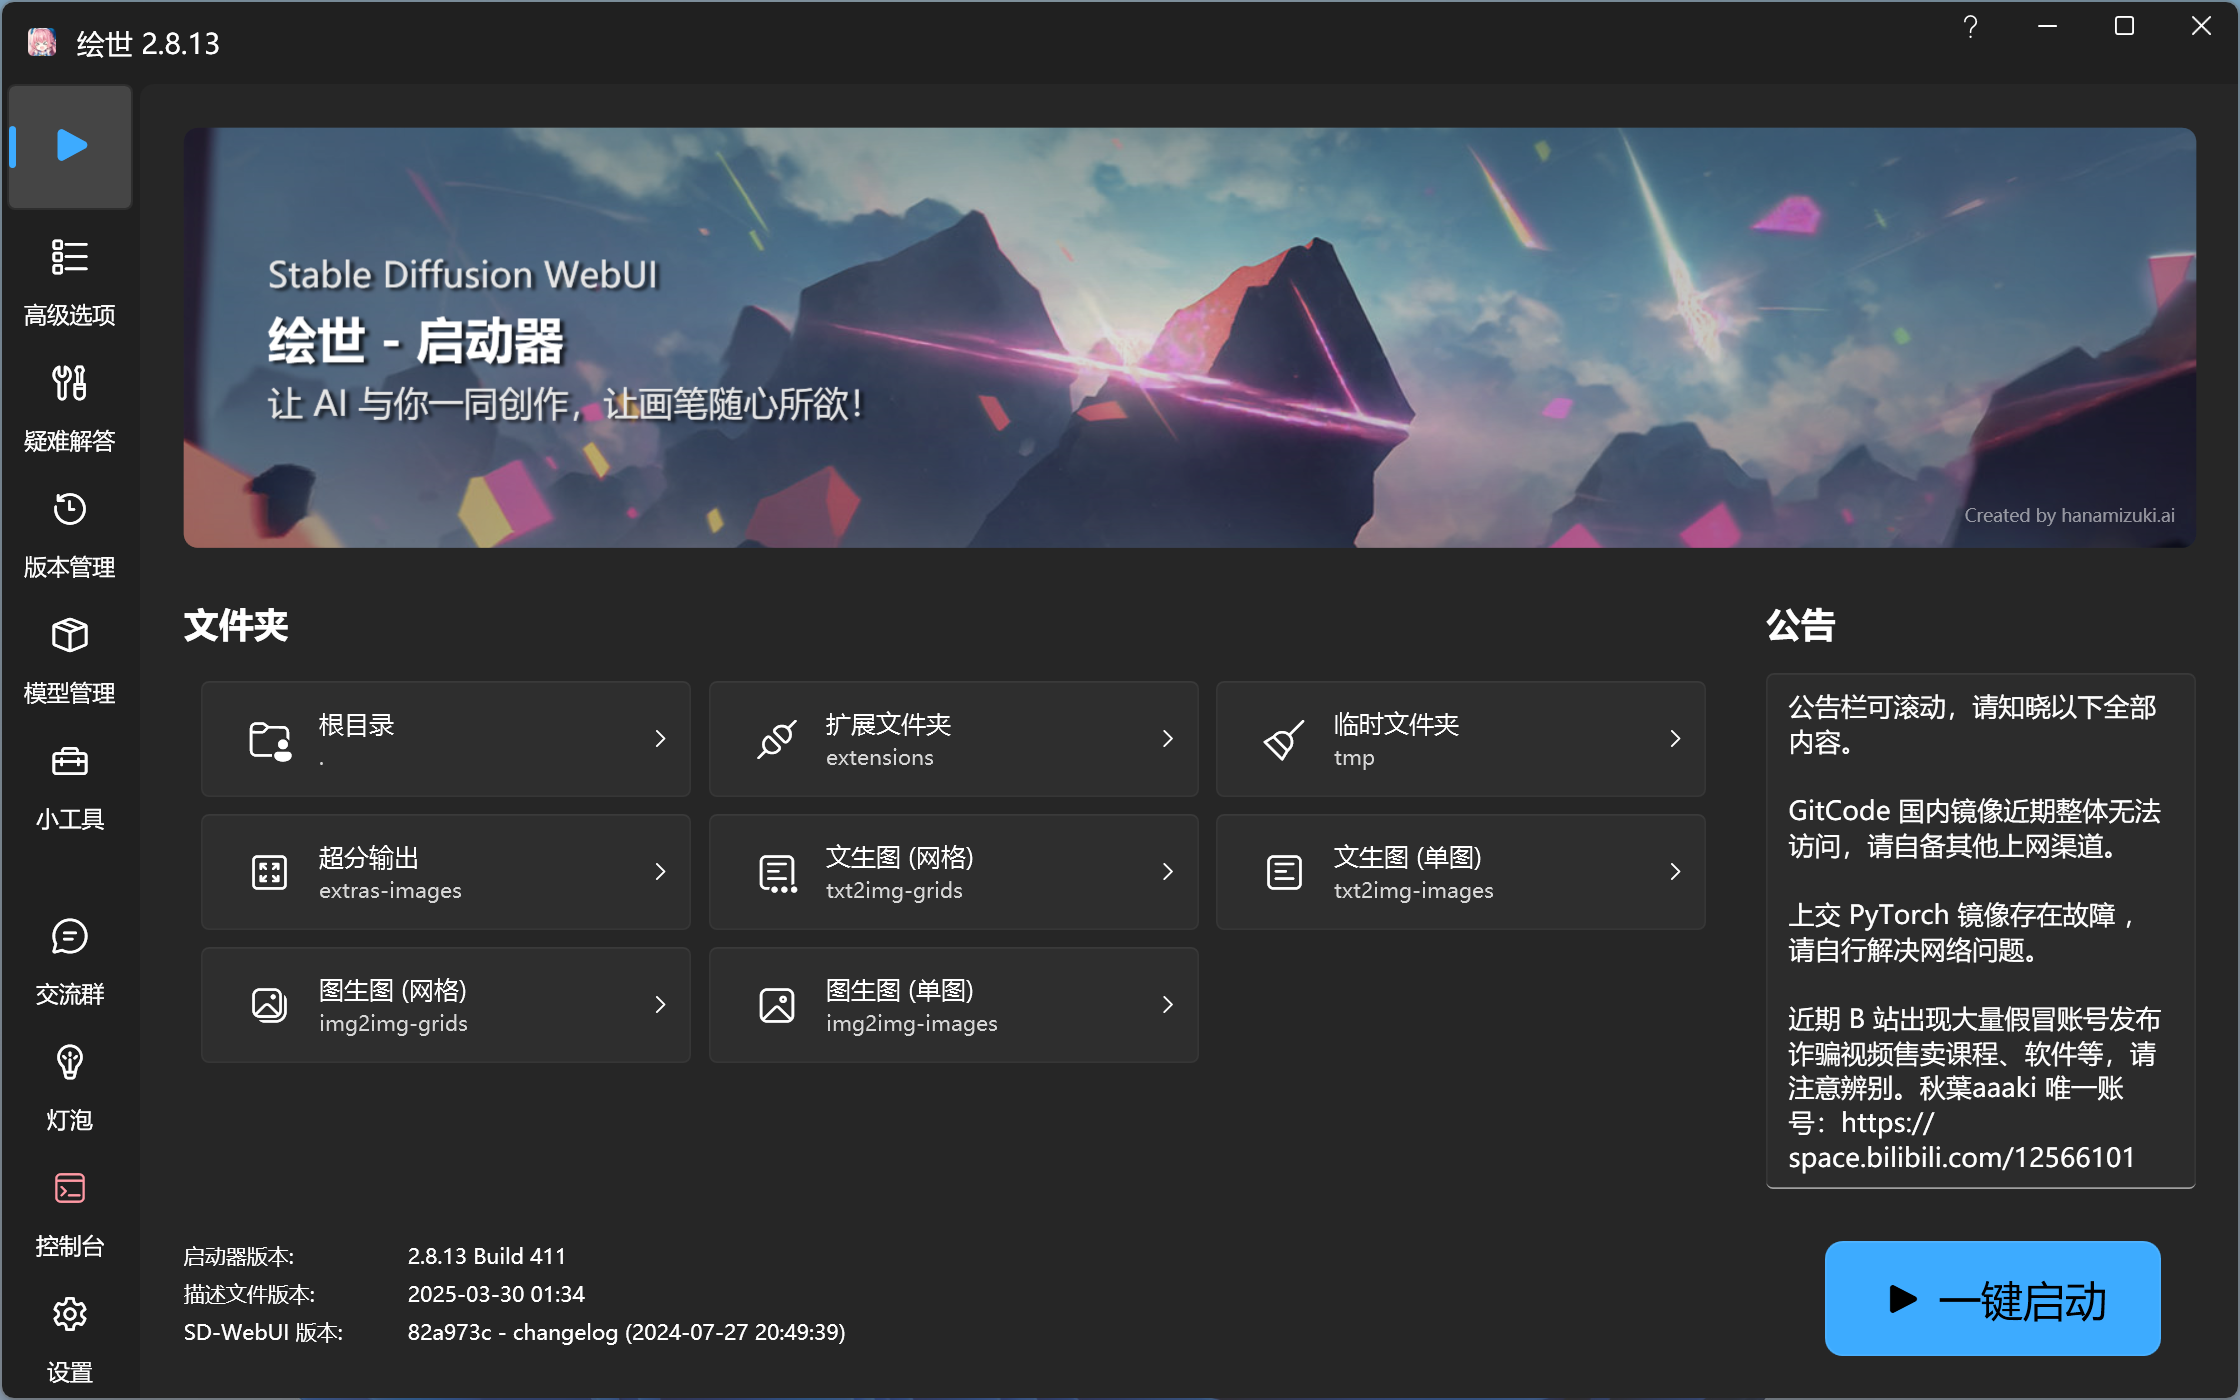 绘世 2.8.13
高级选项
疑难解答
版本管理
模型管理
小工具
交流群
灯泡
控制台
设置
Stable Diffusion WebUI
绘世 - 启动器
让 AI 与你一同创作，让画笔随心所欲！
Created by hanamizuki.ai
文件夹
根目录
.
扩展文件夹
extensions
临时文件夹
tmp
超分输出
extras-images
文生图 (网格)
txt2img-grids
文生图 (单图)
txt2img-images
图生图 (网格)
img2img-grids
图生图 (单图)
img2img-images
公告
公告栏可滚动，请知晓以下全部
内容。
GitCode 国内镜像近期整体无法
访问，请自备其他上网渠道。
上交 PyTorch 镜像存在故障，
请自行解决网络问题。
近期 B 站出现大量假冒账号发布
诈骗视频售卖课程、软件等，请
注意辨别。秋葉aaaki 唯一账
号：https://
space.bilibili.com/12566101
启动器版本: 2.8.13 Build 411
描述文件版本: 2025-03-30 01:34
SD-WebUI 版本: 82a973c - changelog (2024-07-27 20:49:39)
一键启动